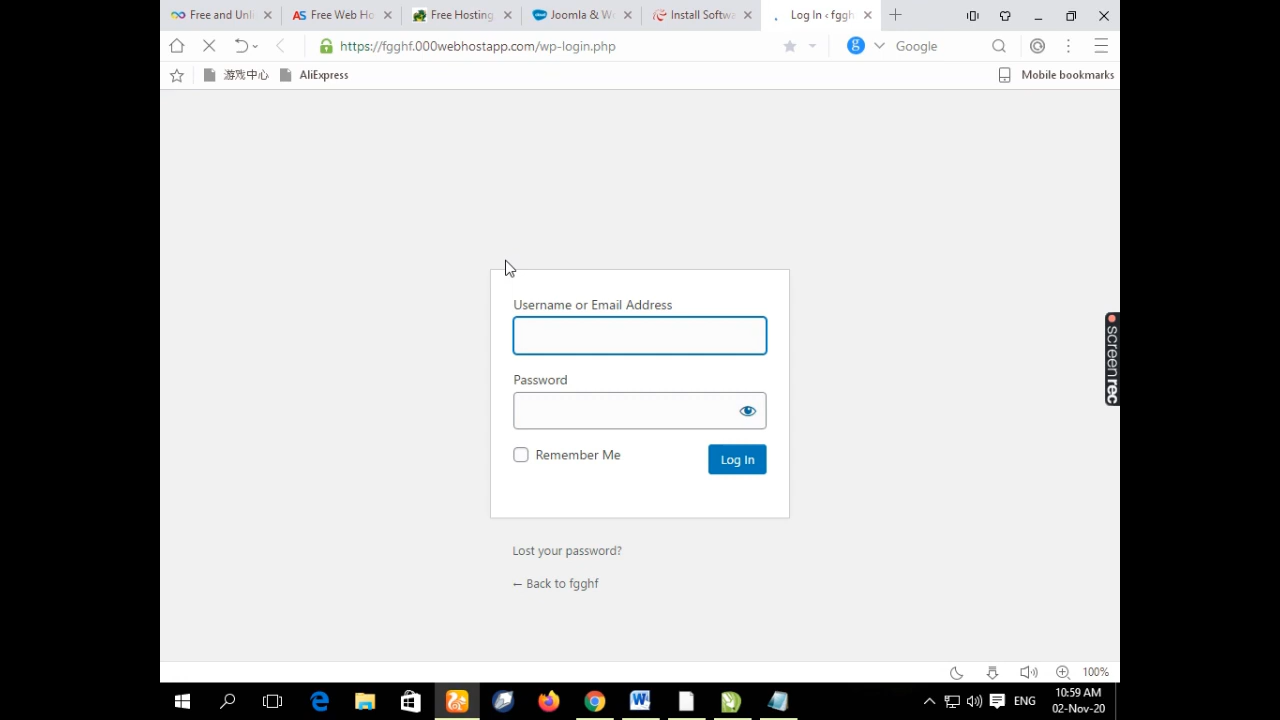 Free and Unl
AS Free Web Ho
Free Hosting
Joomla & W
Install Softwa
Log In ‹ fggh
https://fgghf.000webhostapp.com/wp-login.php
g
Google
游戏中心
AliExpress
Mobile bookmarks
Username or Email Address
Password
Remember Me
Log In
Lost your password?
← Back to fgghf
screenrec
100%
ENG
10:59 AM
02-Nov-20